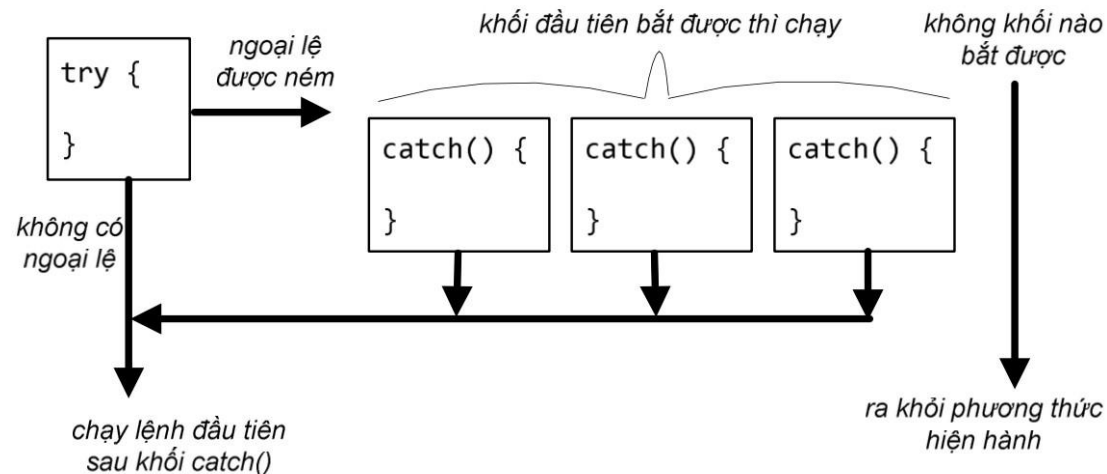 try {
}
ngoại lệ
được ném
khối đầu tiên bắt được thì chạy
catch() {
}
catch() {
}
catch() {
}
không khối nào
bắt được
không có
ngoại lệ
chạy lệnh đầu tiên
sau khối catch()
ra khỏi phương thức
hiện hành